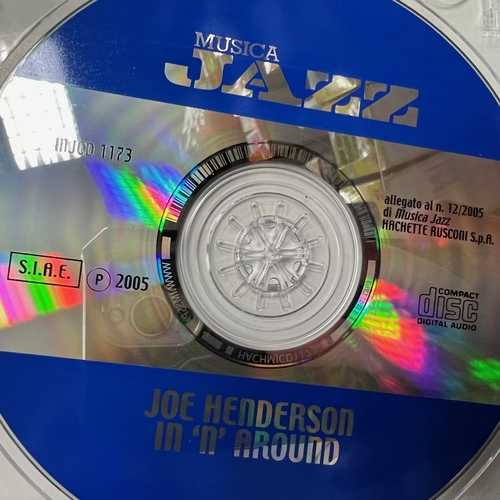 MUSICA
JAZZ
MJCD 1173
allegato al n. 12/2005
di Musica Jazz
HACHETTE RUSCONI S.p.A.
S.I.A.E.
P 2005
COMPACT
disc
DIGITAL AUDIO
JOE HENDERSON
IN 'N' AROUND